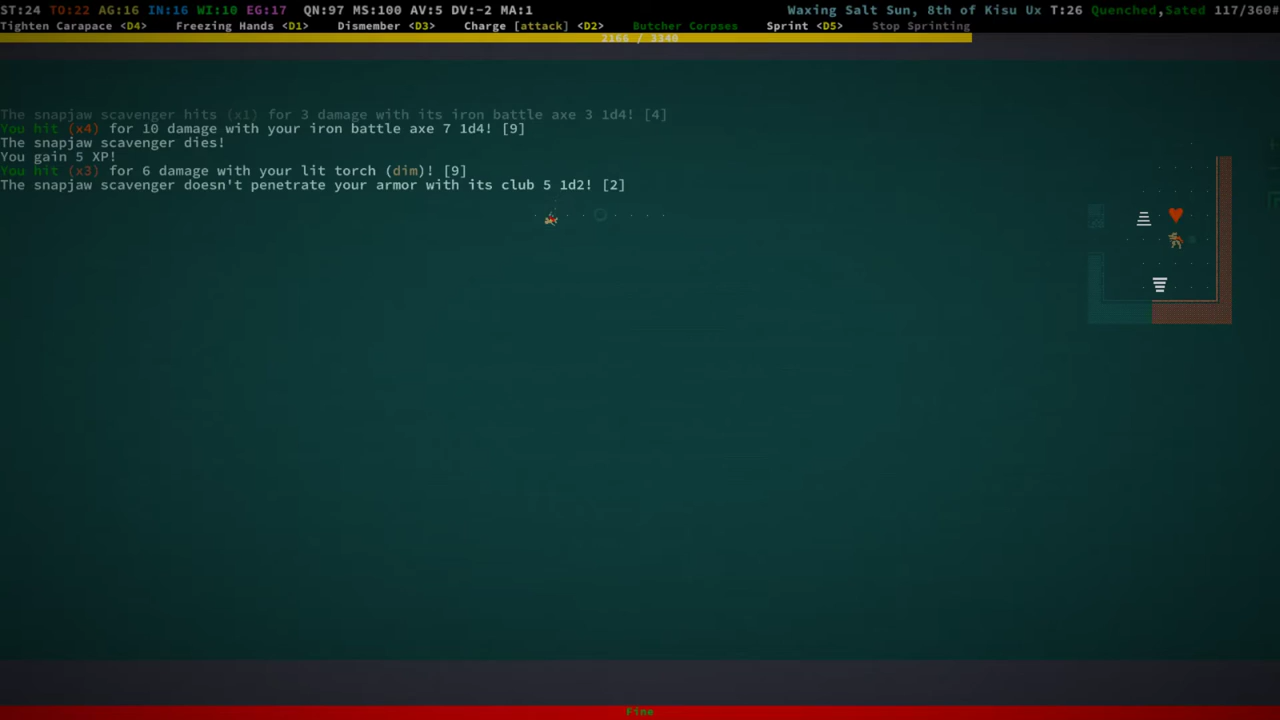 ST:24 TO:22 AG:16 IN:16 WI:10 EG:17 QN:97 MS:100 AV:5 DV:-2 MA:1 Waxing Salt Sun, 8th of Kisu Ux T:26 Quenched,Sated 117/360#
Tighten Carapace <D4> Freezing Hands <D1> Dismember <D3> Charge [attack] <D2> Butcher Corpses Sprint <D5> Stop Sprinting
2166 / 3340
The snapjaw scavenger hits (x1) for 3 damage with its iron battle axe 3 1d4! [4]
You hit (x4) for 10 damage with your iron battle axe 7 1d4! [9]
The snapjaw scavenger dies!
You gain 5 XP!
You hit (x3) for 6 damage with your lit torch (dim)! [9]
The snapjaw scavenger doesn't penetrate your armor with its club 5 1d2! [2]
Fine